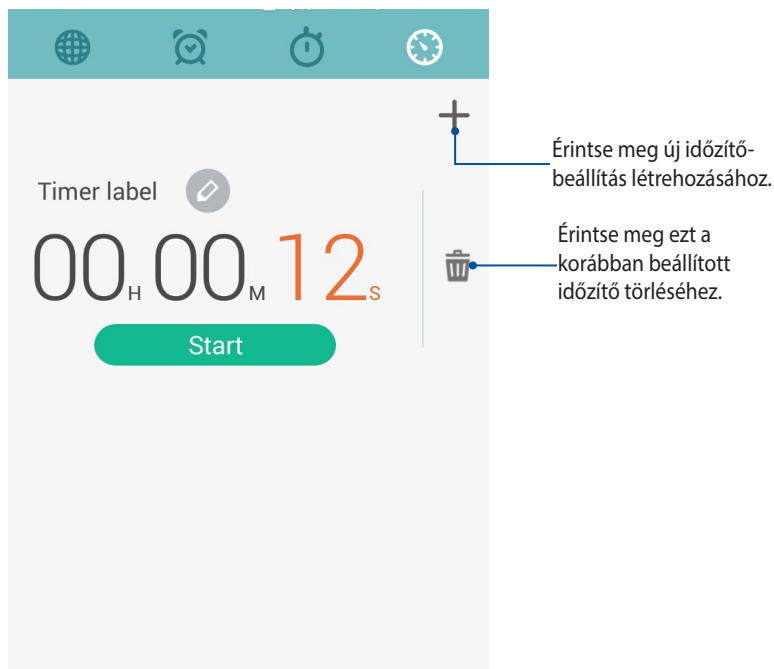 Érintse meg új időzítő-
beállítás létrehozásához.
Timer label
Érintse meg ezt a
korábban beállított
időzítő törléséhez.
00H 00M 12S
Start